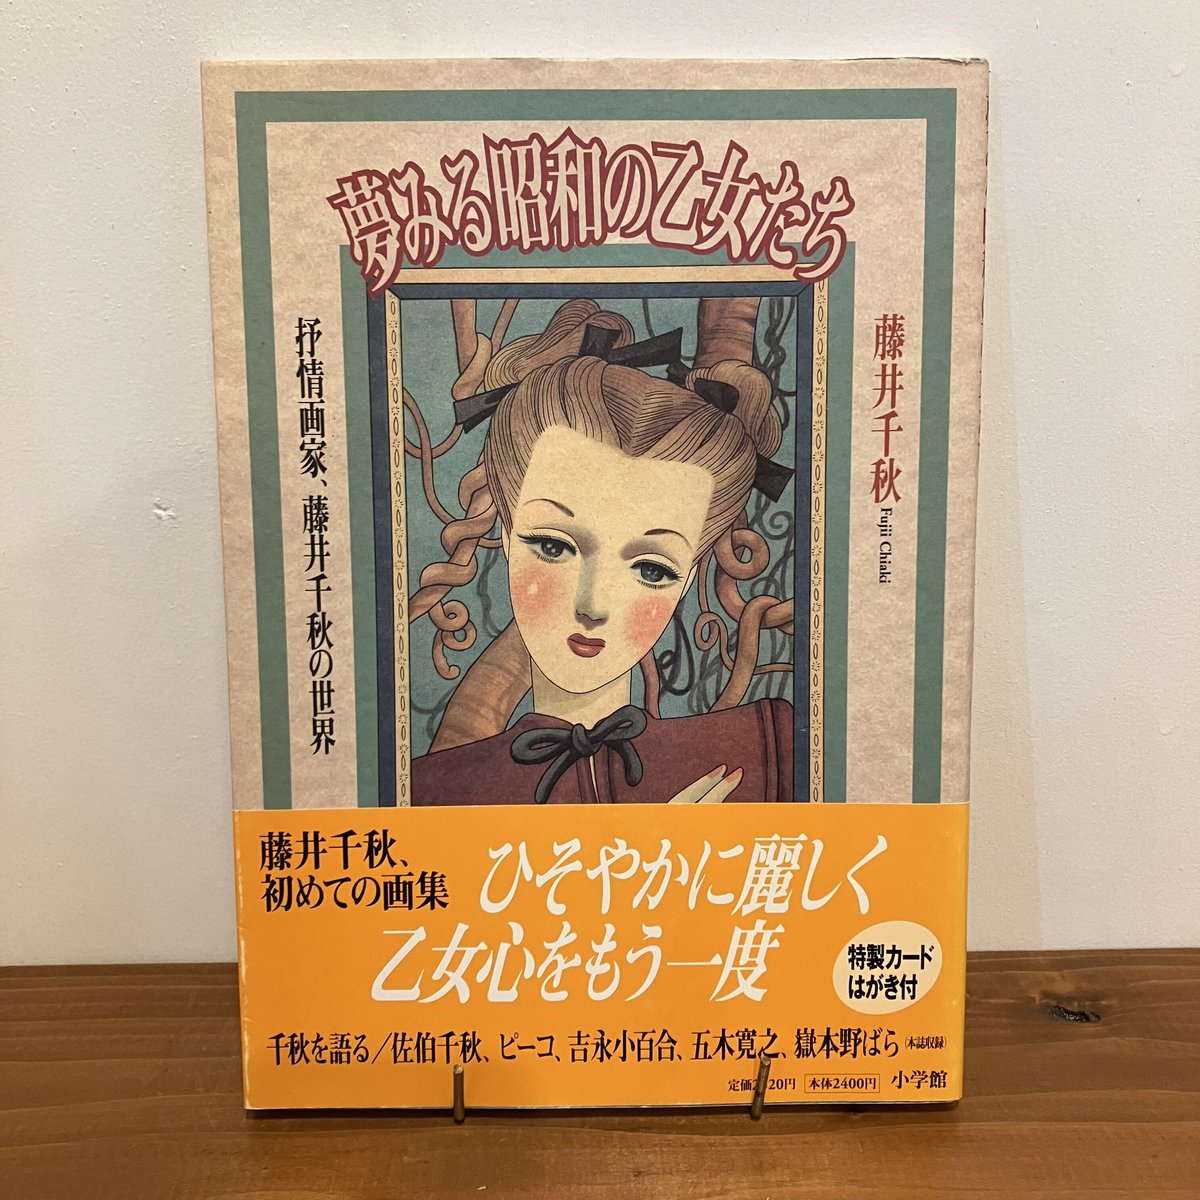 夢みる昭和の乙女たち
藤井千秋
Fujii Chiaki
抒情画家、藤井千秋の世界
藤井千秋、
初めての画集
ひそやかに麗しく
乙女心をもう一度
特製カード
はがき付
千秋を語る/佐伯千秋、ピーコ、吉永小百合、五木寛之、嶽本野ばら(本誌収録)
本体2400円 小学館